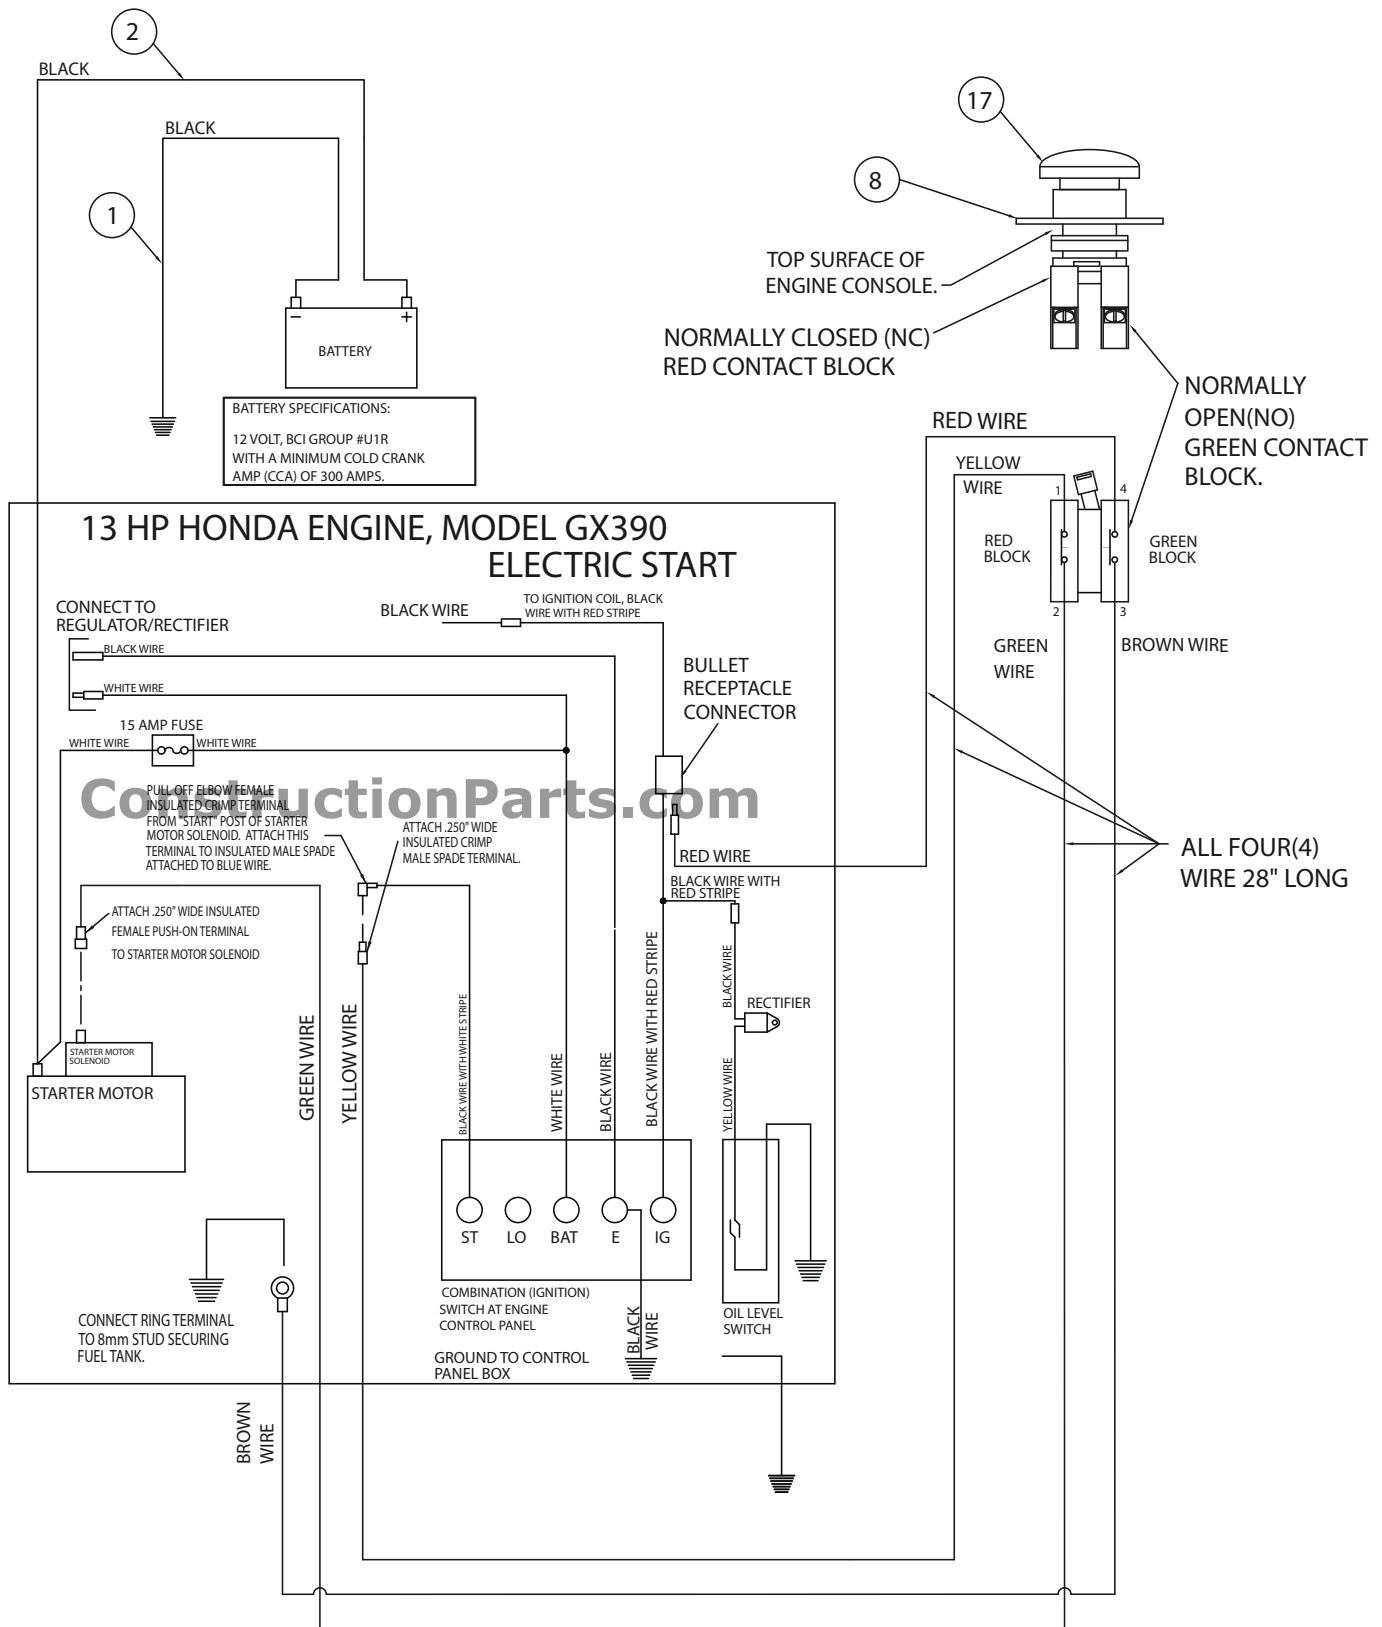 2
BLACK
BLACK
1
17
8
TOP SURFACE OF
ENGINE CONSOLE.
NORMALLY CLOSED (NC)
RED CONTACT BLOCK
BATTERY
BATTERY SPECIFICATIONS:
12 VOLT, BCI GROUP #U1R
WITH A MINIMUM COLD CRANK
AMP (CCA) OF 300 AMPS.
NORMALLY
OPEN(NO)
GREEN CONTACT
BLOCK.
RED WIRE
YELLOW
WIRE
1
4
RED
BLOCK
GREEN
BLOCK
2
3
GREEN
WIRE
BROWN WIRE
13 HP HONDA ENGINE, MODEL GX390
ELECTRIC START
CONNECT TO
REGULATOR/RECTIFIER
BLACK WIRE
TO IGNITION COIL, BLACK
WIRE WITH RED STRIPE
BLACK WIRE
WHITE WIRE
BULLET
RECEPTACLE
CONNECTOR
15 AMP FUSE
WHITE WIRE
WHITE WIRE
ConstructionParts.com
PULL OFF ELBOW FEMALE
INSULATED CRIMP TERMINAL
FROM "START" POST OF STARTER
MOTOR SOLENOID. ATTACH THIS
TERMINAL TO INSULATED MALE SPADE
ATTACHED TO BLUE WIRE.
ATTACH .250" WIDE
INSULATED CRIMP
MALE SPADE TERMINAL.
RED WIRE
BLACK WIRE WITH
RED STRIPE
ALL FOUR(4)
WIRE 28" LONG
ATTACH .250" WIDE INSULATED
FEMALE PUSH-ON TERMINAL
TO STARTER MOTOR SOLENOID
STARTER MOTOR
SOLENOID
STARTER MOTOR
GREEN WIRE
YELLOW WIRE
BLACK WIRE WITH WHITE STRIPE
WHITE WIRE
BLACK WIRE
BLACK WIRE WITH RED STRIPE
BLACK WIRE
RECTIFIER
YELLOW WIRE
ST
LO
BAT
E
IG
COMBINATION (IGNITION)
SWITCH AT ENGINE
CONTROL PANEL
BLACK
WIRE
OIL LEVEL
SWITCH
GROUND TO CONTROL
PANEL BOX
CONNECT RING TERMINAL
TO 8mm STUD SECURING
FUEL TANK.
BROWN
WIRE